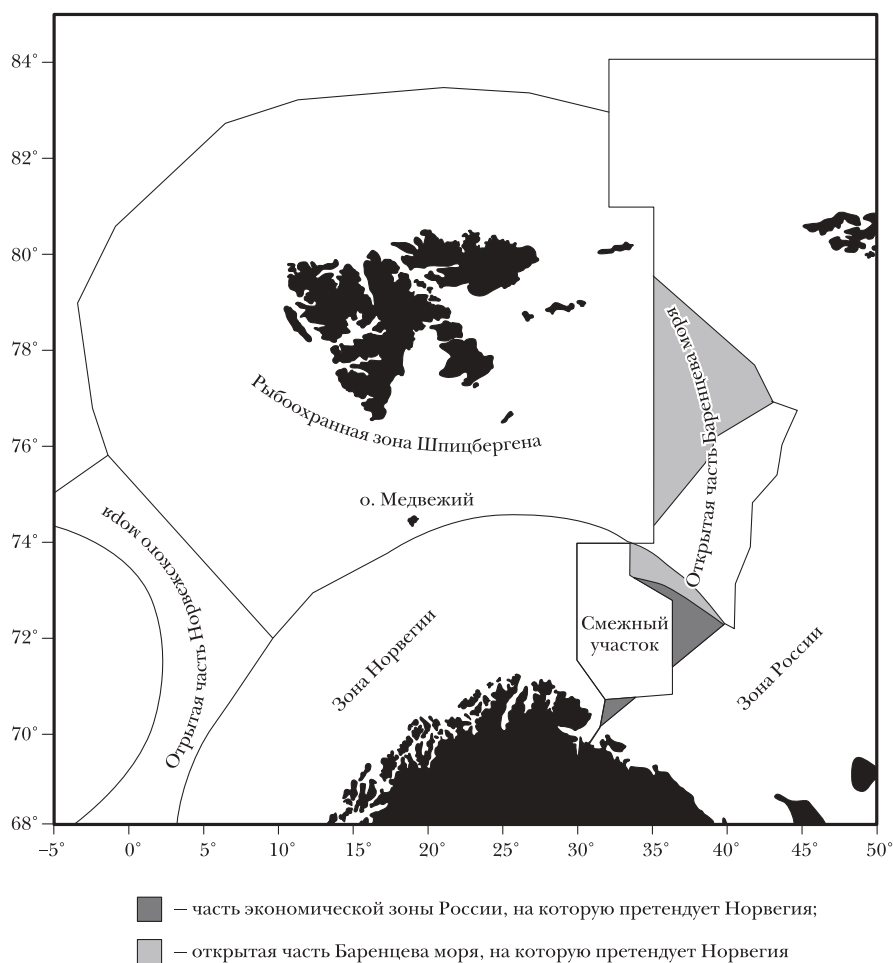 84°
82°
80°
78°
76°
74°
72°
70°
68°
Открытая часть Баренцева моря
Рыбоохранная зона Шпицбергена
о. Медвежий
Отрытая часть Норвежского моря
Смежный
участок
Зона Норвегии
Зона России
–5° 0° 5° 10° 15° 20° 25° 30° 35° 40° 45° 50°
– часть экономической зоны России, на которую претендует Норвегия;
– открытая часть Баренцева моря, на которую претендует Норвегия